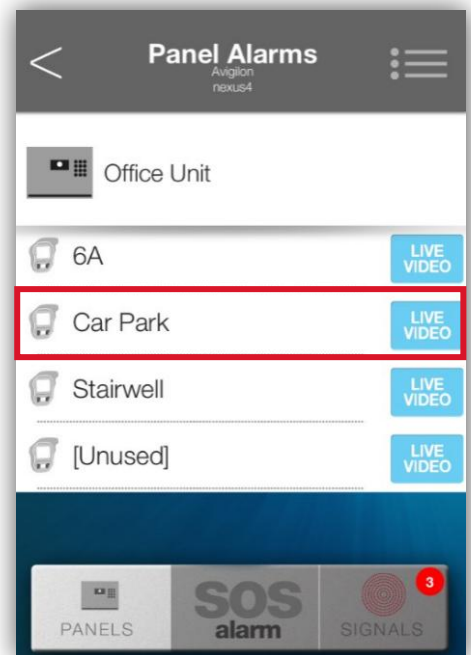 Panel Alarms
Avigilon
nexus4
Office Unit
6A
LIVE
VIDEO
Car Park
LIVE
VIDEO
Stairwell
LIVE
VIDEO
[Unused]
LIVE
VIDEO
3
PANELS
SOS
alarm
SIGNALS